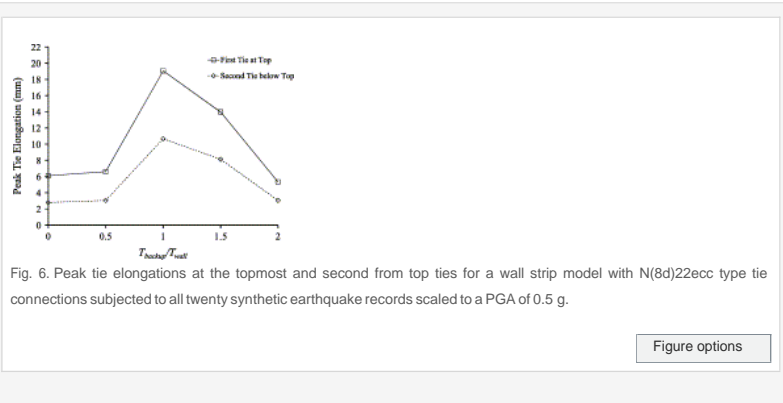 22
20
First Tie at Top
18
Second Tie below Top
16
14
12
10
8
6
4
2
0
Peak Tie Elongation (mm)
0 0.5 1 1.5 2
Tbackup/Twall
Fig. 6. Peak tie elongations at the topmost and second from top ties for a wall strip model with N(8d)22ecc type tie
connections subjected to all twenty synthetic earthquake records scaled to a PGA of 0.5 g.
Figure options